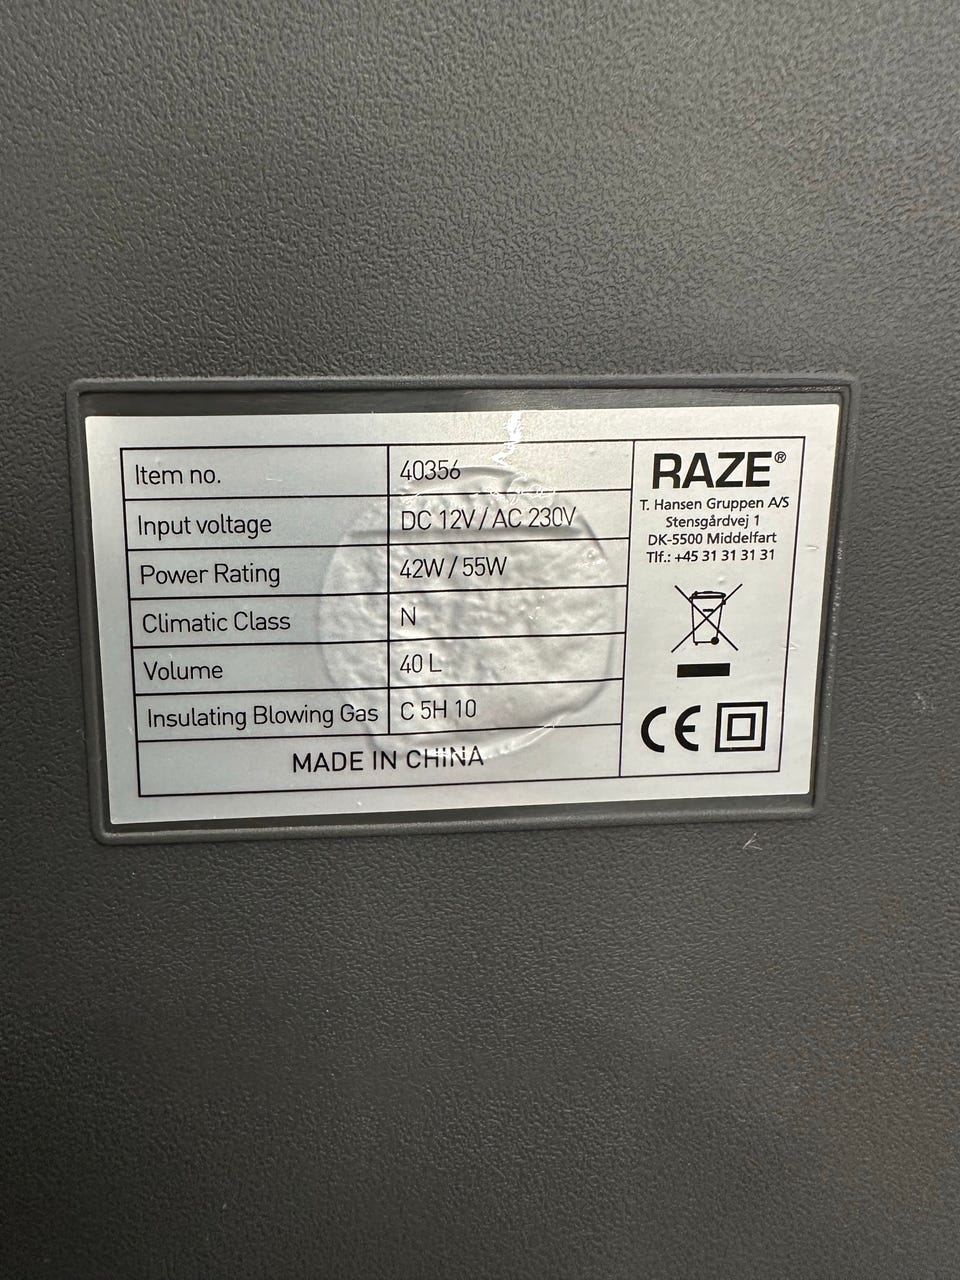 Item no. 40356
Input voltage DC 12V / AC 230V
Power Rating 42W / 55W
Climatic Class N
Volume 40 L
Insulating Blowing Gas C 5H 10
MADE IN CHINA
RAZE®
T. Hansen Gruppen A/S
Stensgårdvej 1
DK-5500 Middelfart
Tlf.: +45 31 31 31 31
CE